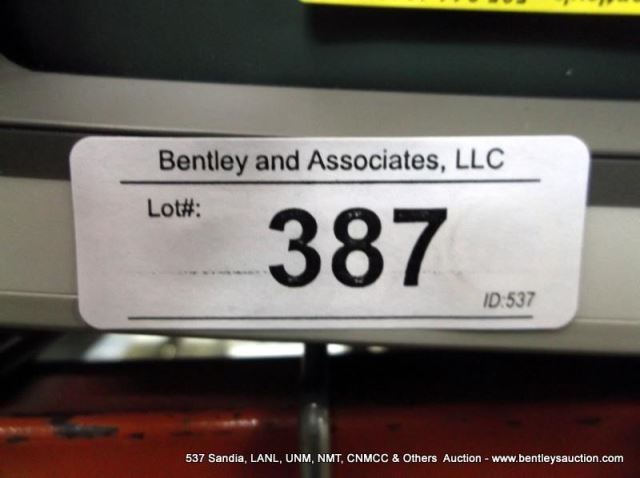 Bentley and Associates, LLC
Lot#:
387
ID:537
537 Sandia, LANL, UNM, NMT, CNMCC & Others Auction - www.bentleysauction.com